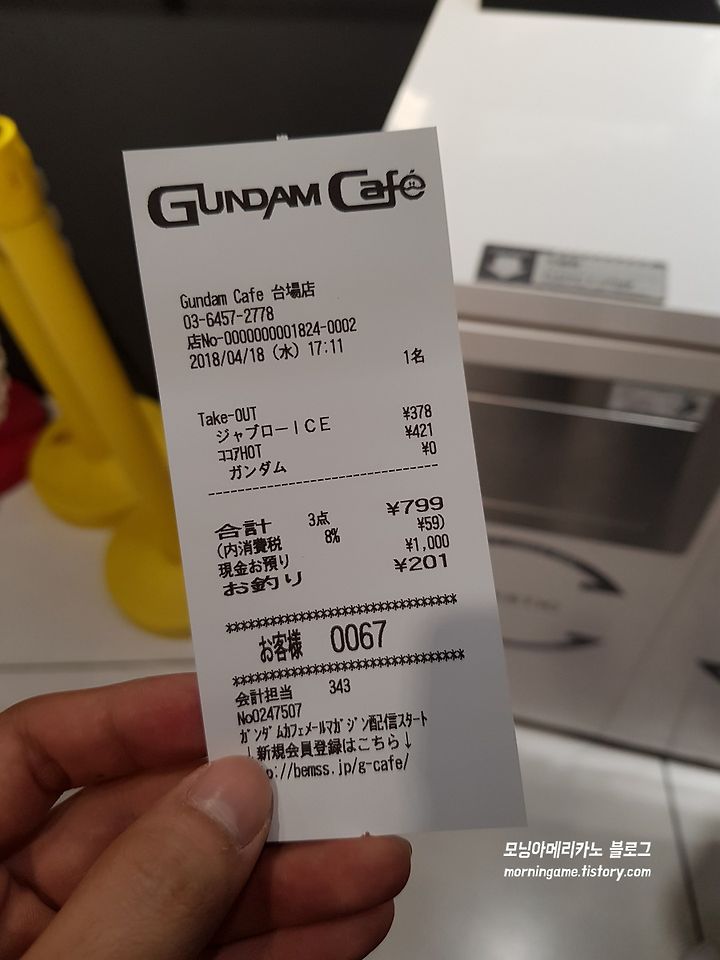 GUNDAM Café
Gundam Cafe 台場店
03-6457-2778
店No-0000000001824-0002
2018/04/18 (水) 17:11
1名
Take-OUT
ジャブローＩＣＥ ¥378
ｺｺｱHOT ¥421
ガンダム ¥0
合計 3点 ¥799
(内消費税 8% ¥59)
現金お預り ¥1,000
お釣り ¥201
お客様 0067
会計担当 343
No0247507
ｶﾞﾝﾀﾞﾑｶﾌｪﾒｰﾙﾏｶﾞｼﾞﾝ配信ｽﾀｰﾄ
↓新規会員登録はこちら↓
p://bemss.jp/g-cafe/
모닝아메리카노 블로그
morningame.tistory.com